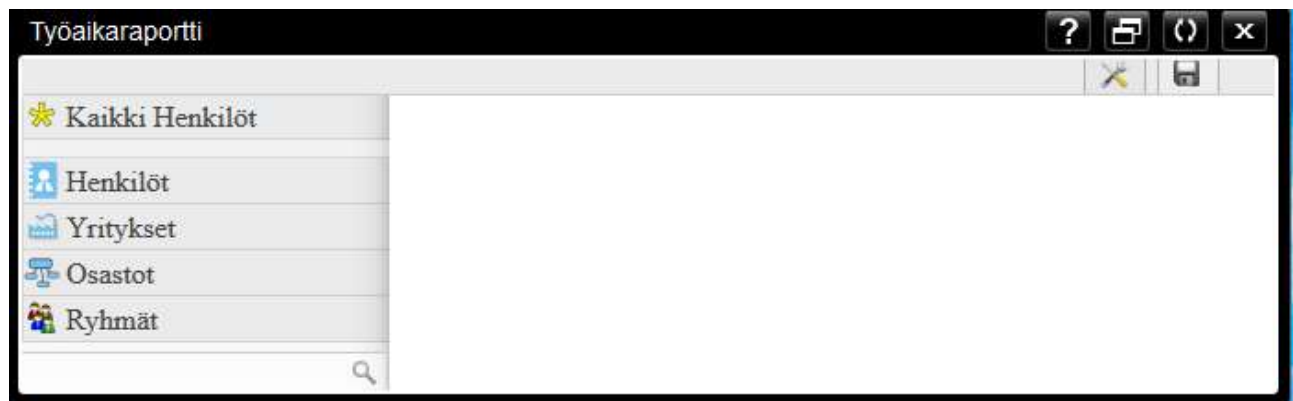 Työaikaraportti
?
x
Kaikki Henkilöt
Henkilöt
Yritykset
Osastot
Ryhmät